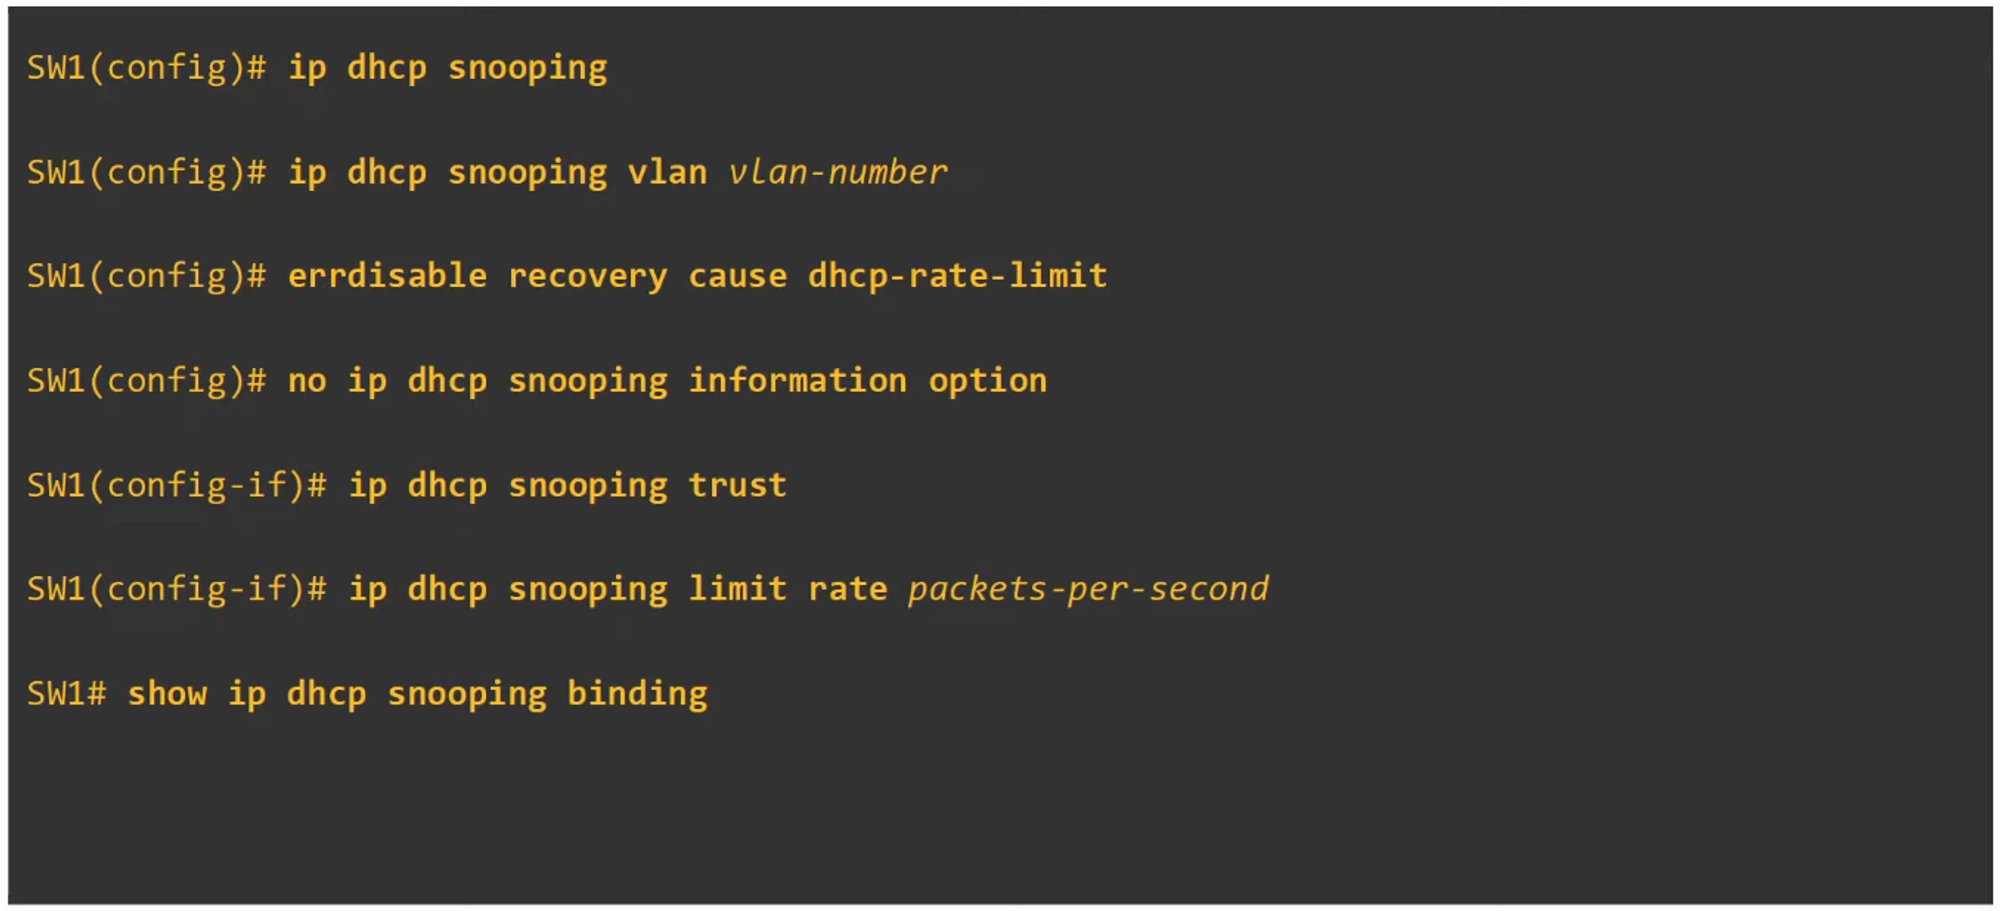 SW1(config)# ip dhcp snooping
SW1(config)# ip dhcp snooping vlan vlan-number
SW1(config)# errdisable recovery cause dhcp-rate-limit
SW1(config)# no ip dhcp snooping information option
SW1(config-if)# ip dhcp snooping trust
SW1(config-if)# ip dhcp snooping limit rate packets-per-second
SW1# show ip dhcp snooping binding